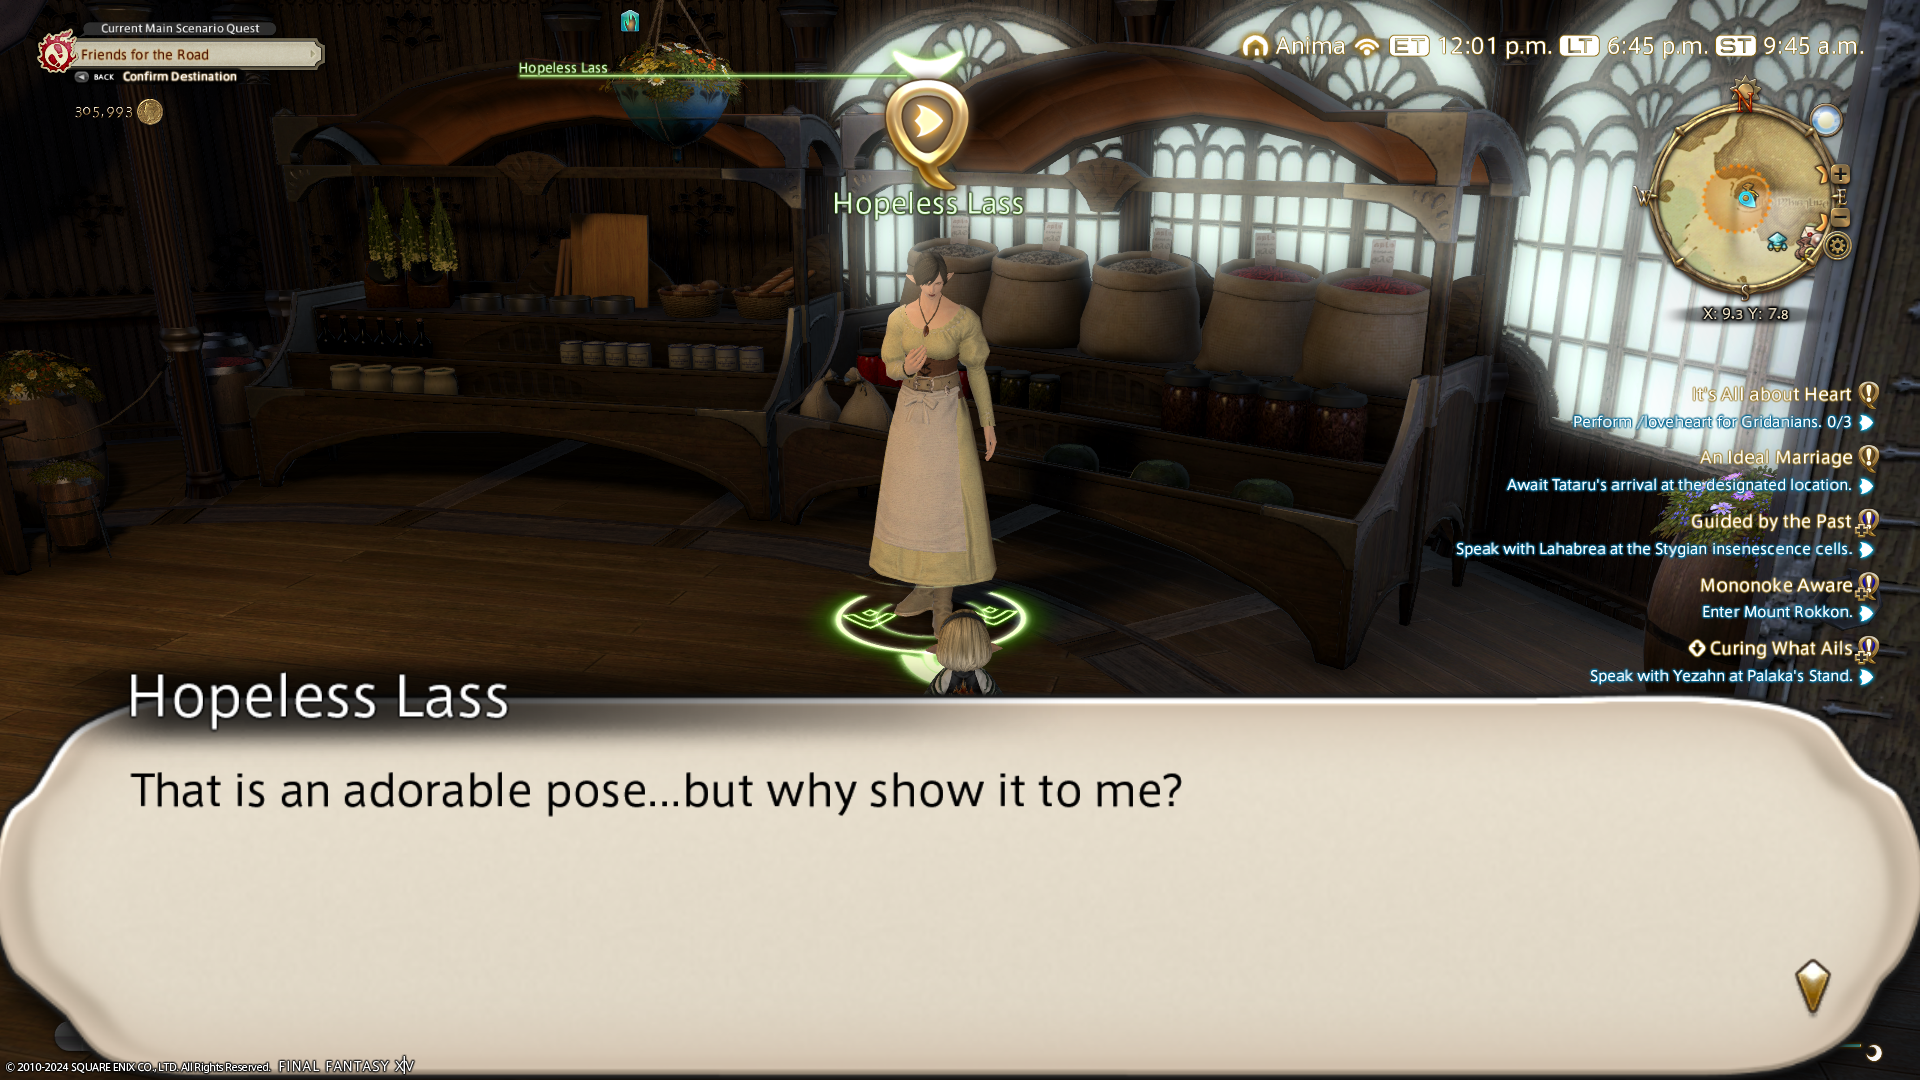 Current Main Scenario Quest
Friends for the Road
BACK Confirm Destination
305,993
Hopeless Lass
Anima ET 12:01 p.m. LT 6:45 p.m. ST 9:45 a.m.
N
W
E
S
X: 9.3 Y: 7.8
Hopeless Lass
It's All about Heart
Perform /loveheart for Gridanians. 0/3
An Ideal Marriage
Await Tataru's arrival at the designated location.
Guided by the Past
Speak with Lahabrea at the Stygian insenescence cells.
Mononoke Aware
Enter Mount Rokkon.
Curing What Ails
Speak with Yezahn at Palaka's Stand.
Hopeless Lass
That is an adorable pose...but why show it to me?
© 2010-2024 SQUARE ENIX CO., LTD. All Rights Reserved. FINAL FANTASY XIV